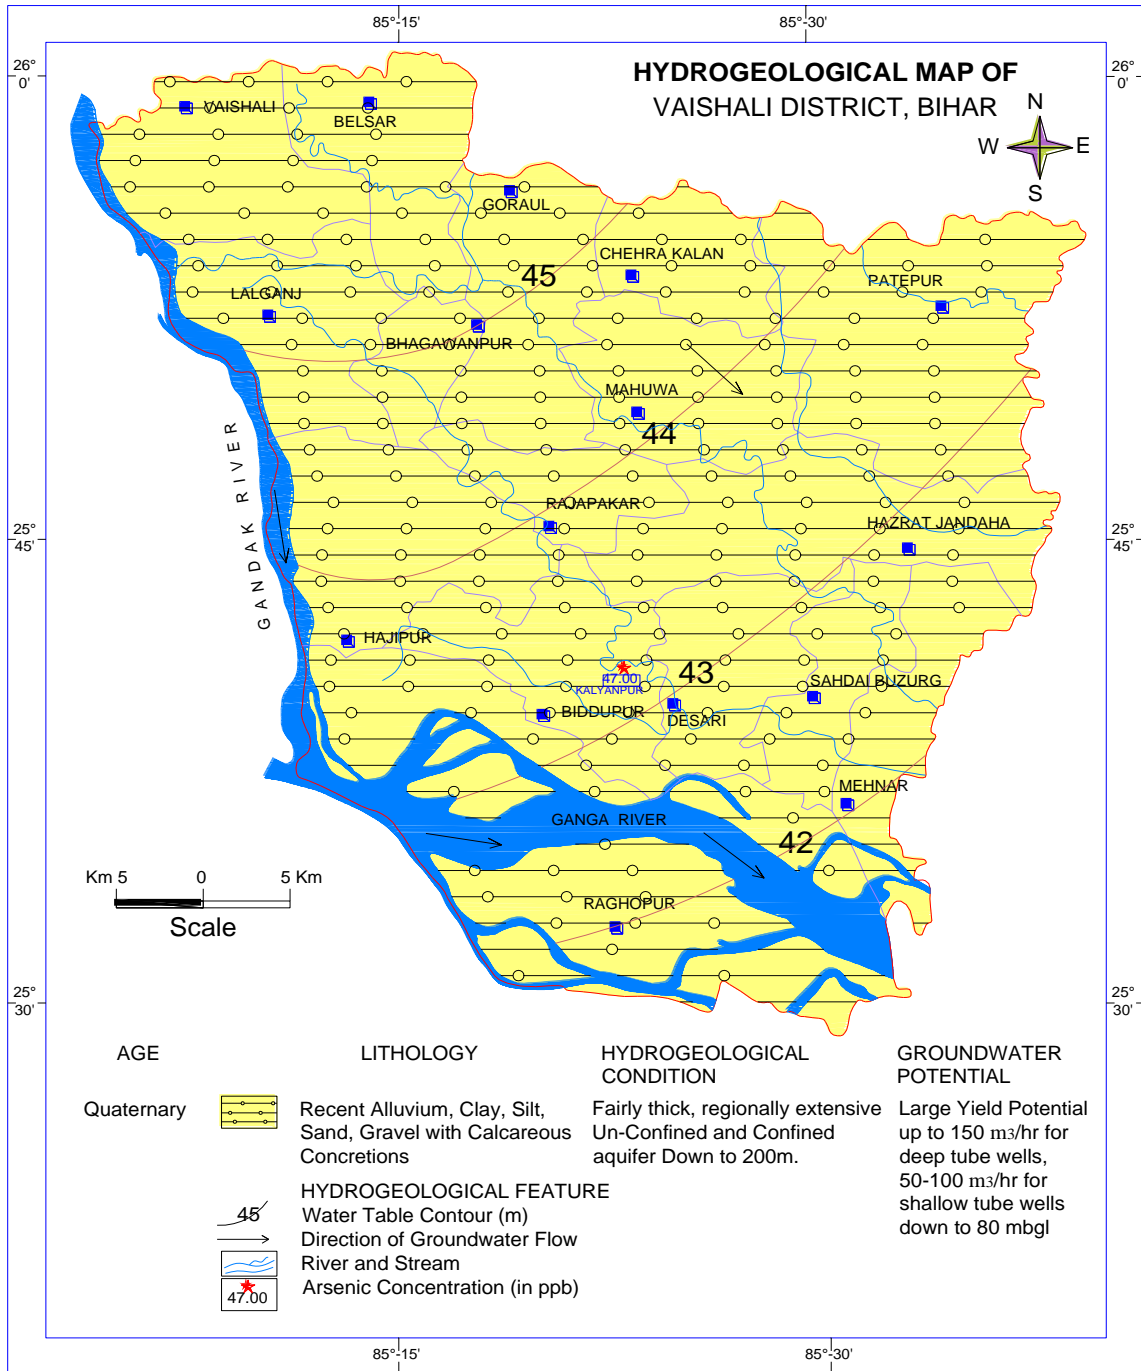 85°-15'
85°-30'
26°
0'
26°
0'
HYDROGEOLOGICAL MAP OF
VAISHALI DISTRICT, BIHAR
N
W
E
S
VAISHALI
BELSAR
GORAUL
CHEHRA KALAN
45
PATEPUR
LALGANJ
BHAGAWANPUR
MAHUWA
44
GANDAK RIVER
RAJAPAKAR
HAZRAT JANDAHA
25°
45'
25°
45'
HAJIPUR
47.00
KALYANPUR
43
SAHDAI BUZURG
BIDDUPUR
DESARI
MEHNAR
GANGA RIVER
42
Km 5
0
5 Km
Scale
RAGHOPUR
25°
30'
25°
30'
AGE
LITHOLOGY
HYDROGEOLOGICAL
CONDITION
GROUNDWATER
POTENTIAL
Quaternary
Recent Alluvium, Clay, Silt,
Sand, Gravel with Calcareous
Concretions
Fairly thick, regionally extensive
Un-Confined and Confined
aquifer Down to 200m.
Large Yield Potential
up to 150 m3/hr for
deep tube wells,
50-100 m3/hr for
shallow tube wells
down to 80 mbgl
HYDROGEOLOGICAL FEATURE
45
Water Table Contour (m)
Direction of Groundwater Flow
River and Stream
47.00
Arsenic Concentration (in ppb)
85°-15'
85°-30'